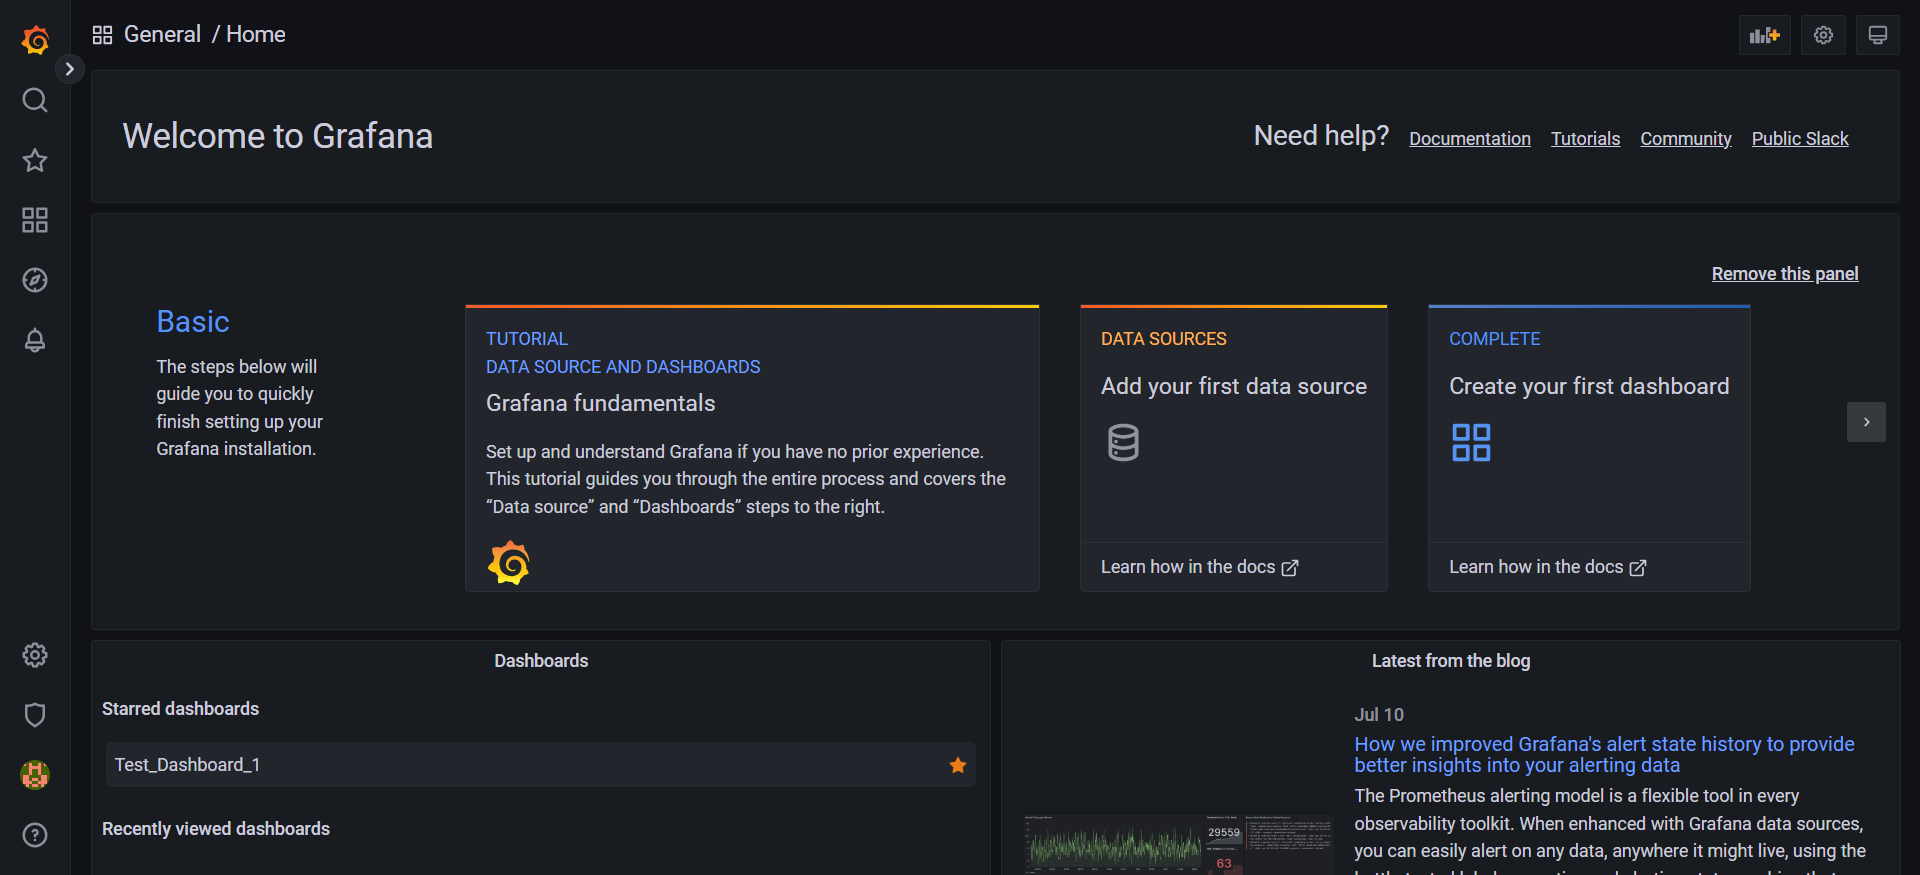 General / Home
Welcome to Grafana
Need help? Documentation Tutorials Community Public Slack
Remove this panel
Basic
The steps below will
guide you to quickly
finish setting up your
Grafana installation.
TUTORIAL
DATA SOURCE AND DASHBOARDS
Grafana fundamentals
Set up and understand Grafana if you have no prior experience.
This tutorial guides you through the entire process and covers the
“Data source” and “Dashboards” steps to the right.
DATA SOURCES
Add your first data source
Learn how in the docs
COMPLETE
Create your first dashboard
Learn how in the docs
Dashboards
Starred dashboards
Test_Dashboard_1
Recently viewed dashboards
Latest from the blog
Jul 10
How we improved Grafana's alert state history to provide
better insights into your alerting data
The Prometheus alerting model is a flexible tool in every
observability toolkit. When enhanced with Grafana data sources,
you can easily alert on any data, anywhere it might live, using the
29559
63